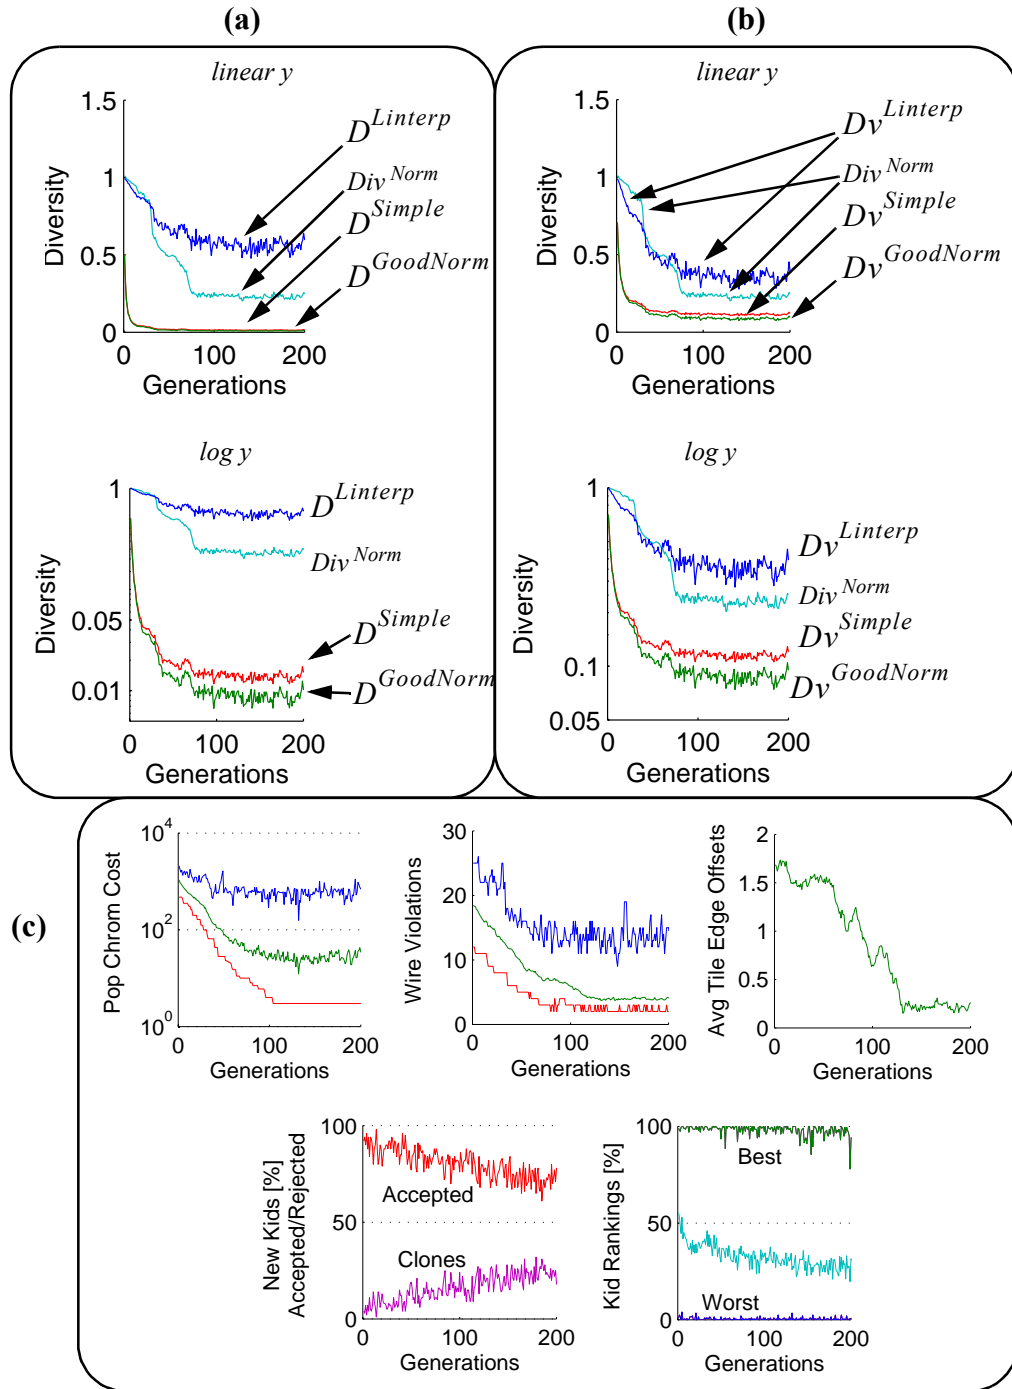 (a)
linear y
1.5
1
0.5
0
Diversity
0 100 200
Generations
D^Linterp
Div^Norm
D^Simple
D^GoodNorm
log y
1
0.05
0.01
Diversity
0 100 200
Generations
D^Linterp
Div^Norm
D^Simple
D^GoodNorm
(b)
linear y
1.5
1
0.5
0
Diversity
0 100 200
Generations
Dv^Linterp
Div^Norm
Dv^Simple
Dv^GoodNorm
log y
1
0.1
0.05
Diversity
0 100 200
Generations
Dv^Linterp
Div^Norm
Dv^Simple
Dv^GoodNorm
(c)
Pop Chrom Cost
10^4
10^2
10^0
0 100 200
Generations
Wire Violations
30
20
10
0
0 100 200
Generations
Avg Tile Edge Offsets
2
1.5
1
0.5
0
0 100 200
Generations
New Kids [%]
Accepted/Rejected
100
50
0
Accepted
Clones
0 100 200
Generations
Kid Rankings [%]
100
50
0
Best
Worst
0 100 200
Generations